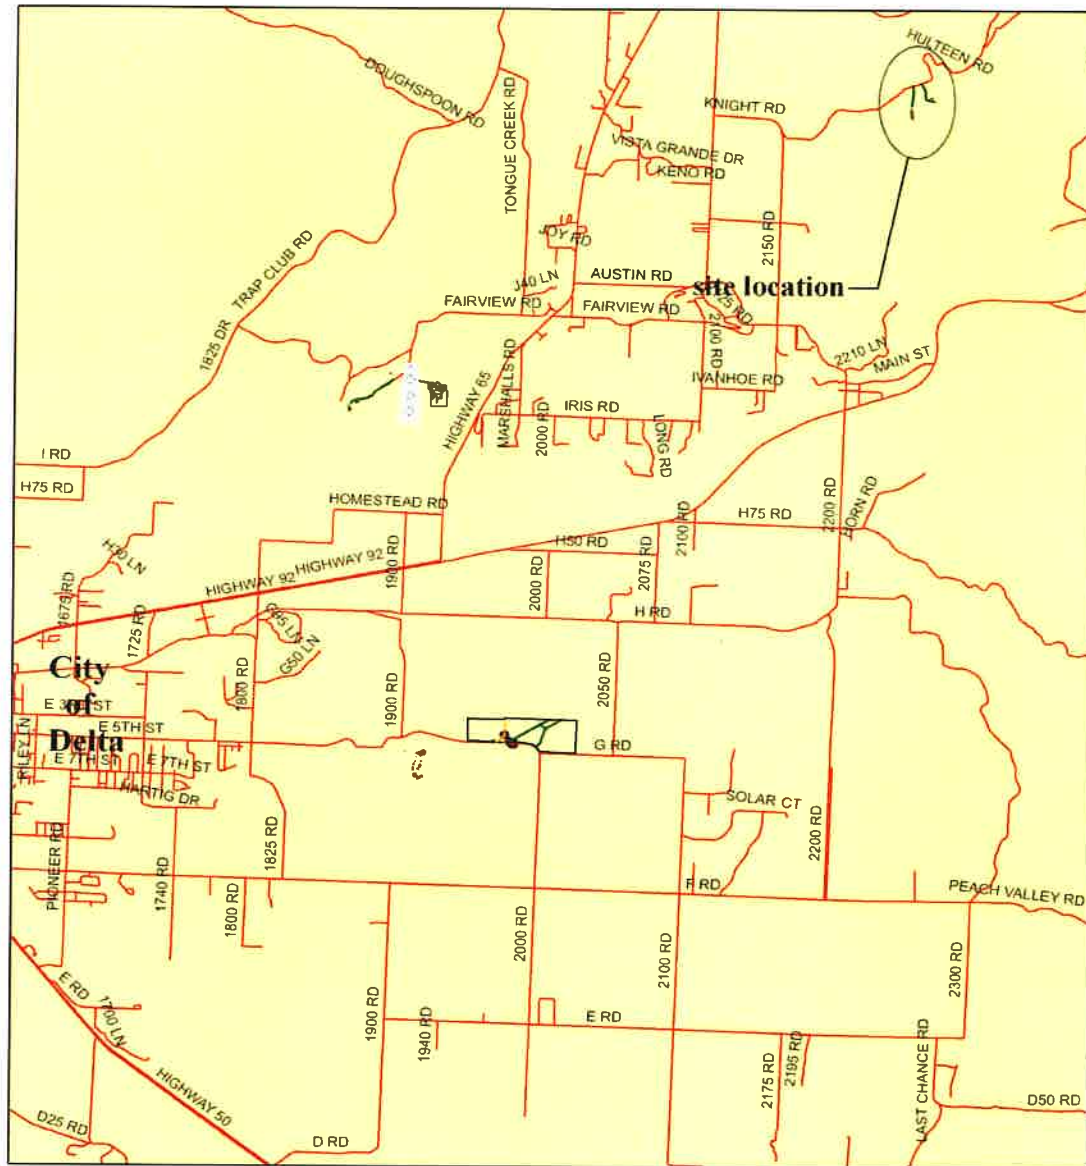 HULTEEN RD
DOUGHSPOON RD
TONGUE CREEK RD
KNIGHT RD
VISTA GRANDE DR
KENO RD
2150 RD
JOY RD
TRAP CLUB RD
J40 LN
AUSTIN RD
site location
FAIRVIEW RD
FAIRVIEW RD
2100 RD
1825 DR
2210 LN
MAIN ST
HIGHWAY 65
MARSHALLS RD
IVANHOE RD
2000 RD
IRIS RD
LONG RD
I RD
H75 RD
HOMESTEAD RD
2100 RD
H75 RD
2200 RD
HORN RD
H30 LN
HIGHWAY 92
HIGHWAY 92
1900 RD
H50 RD
2000 RD
2075 RD
1675 RD
1725 RD
H RD
G95 LN
G50 LN
City
of
Delta
1800 RD
1900 RD
2050 RD
E 3RD ST
E 5TH ST
G RD
RILEY LN
E 7TH ST
E 7TH ST
HARTIG DR
SOLAR CT
2200 RD
PIONEER RD
1740 RD
1825 RD
1800 RD
F RD
PEACH VALLEY RD
2000 RD
2100 RD
2300 RD
E RD
1700 LN
1900 RD
1940 RD
E RD
2175 RD
2195 RD
LAST CHANCE RD
HIGHWAY 50
D50 RD
D25 RD
D RD